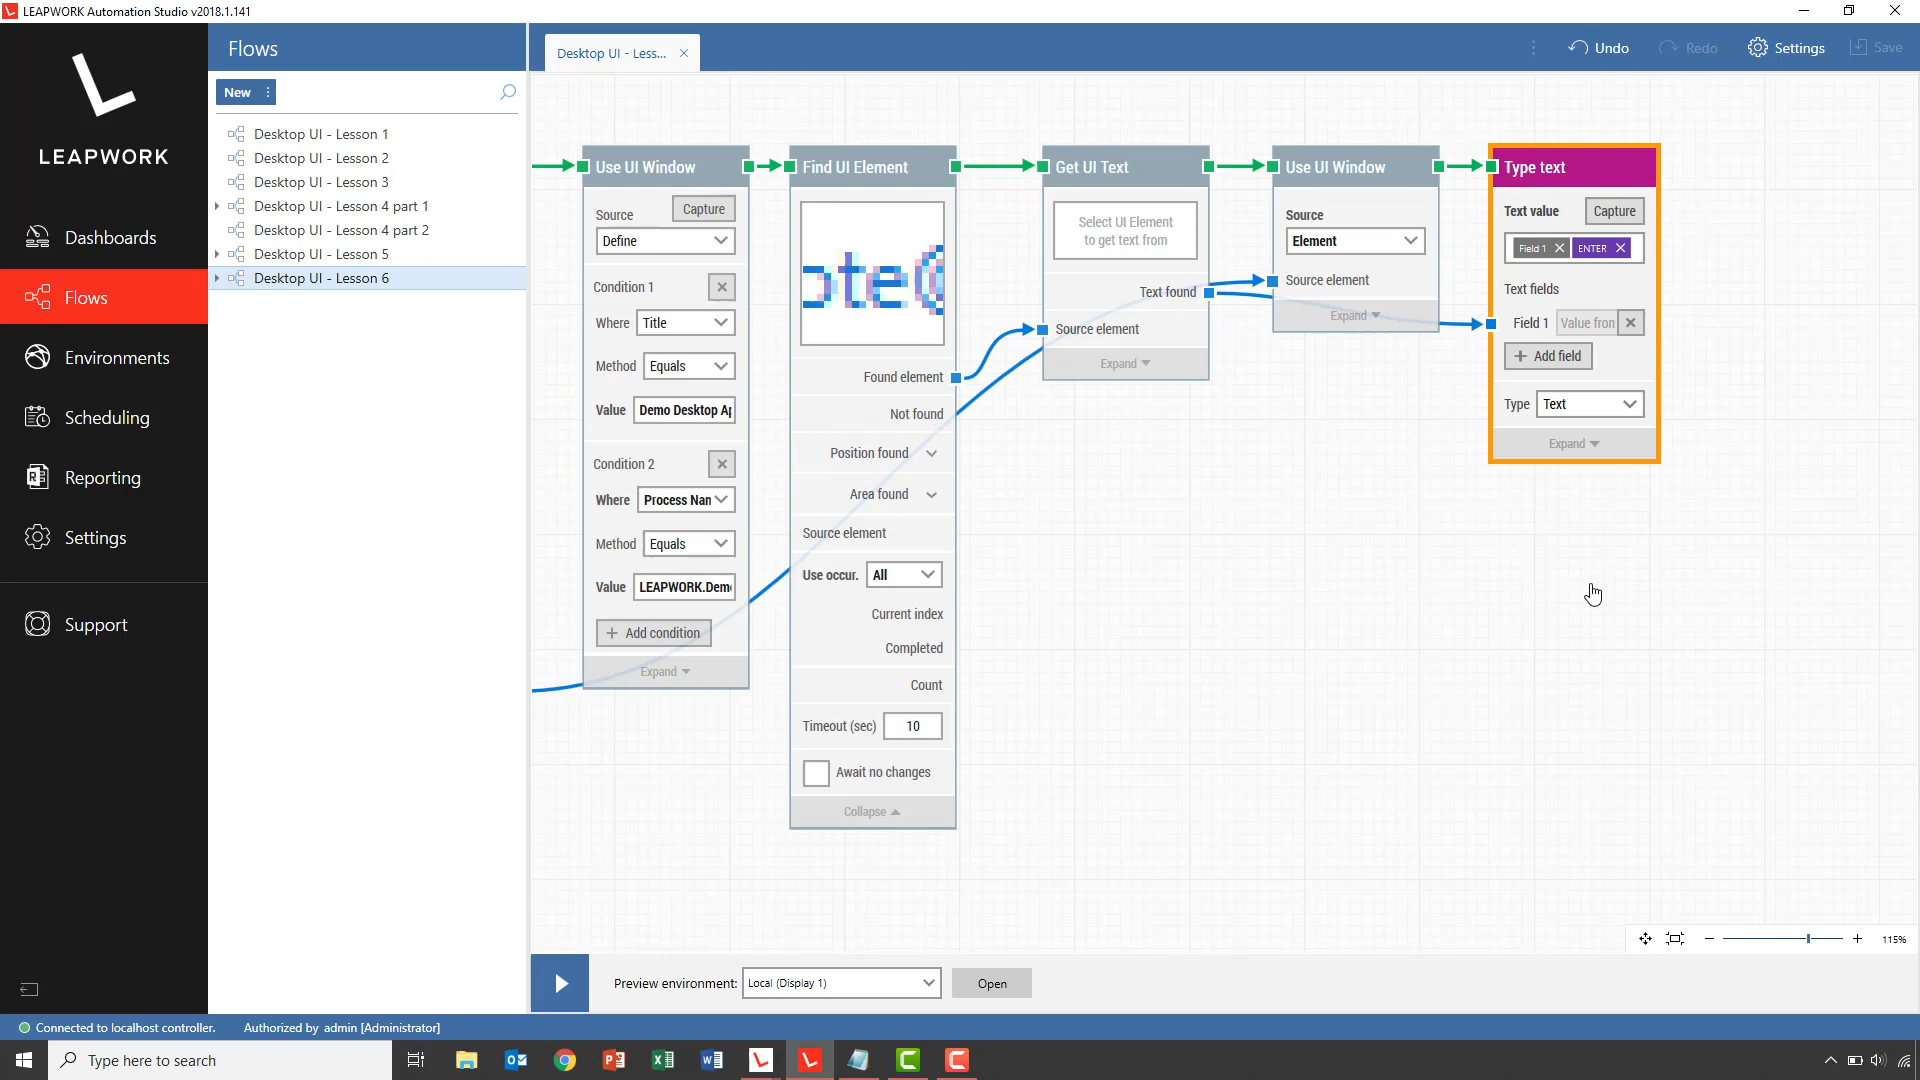 LEAPWORK Automation Studio v2018.1.141
LEAPWORK
Dashboards
Flows
Environments
Scheduling
Reporting
Settings
Support
Flows
New
Desktop UI - Lesson 1
Desktop UI - Lesson 2
Desktop UI - Lesson 3
Desktop UI - Lesson 4 part 1
Desktop UI - Lesson 4 part 2
Desktop UI - Lesson 5
Desktop UI - Lesson 6
Desktop UI - Less...
Undo
Redo
Settings
Save
Use UI Window
Source
Capture
Define
Condition 1
Where
Title
Method
Equals
Value
Demo Desktop Ap
Condition 2
Where
Process Nan
Method
Equals
Value
LEAPWORK.Dem
Add condition
Expand
Find UI Element
Found element
Not found
Position found
Area found
Source element
Use occur.
All
Current index
Completed
Count
Timeout (sec)
10
Await no changes
Collapse
Get UI Text
Select UI Element
to get text from
Text found
Source element
Expand
Use UI Window
Source
Element
Source element
Expand
Type text
Text value
Capture
Field 1
ENTER
Text fields
Field 1
Value fron
Add field
Type
Text
Expand
115%
Preview environment:
Local (Display 1)
Open
Connected to localhost controller.
Authorized by admin [Administrator]
Type here to search